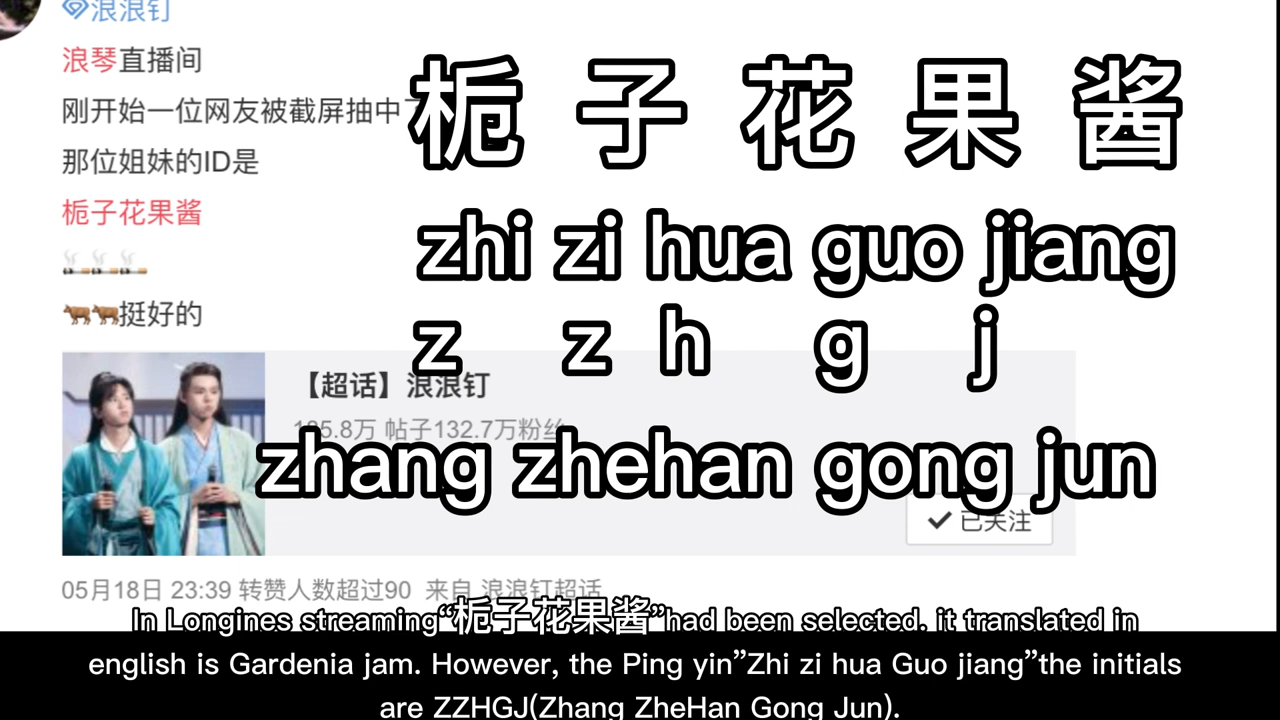 浪浪钉
浪琴直播间
刚开始一位网友被截屏抽中了
那位姐妹的ID是
栀子花果酱
挺好的
栀 子 花 果 酱
zhi zi hua guo jiang
z z h g j
【超话】浪浪钉
125.8万 帖子132.7万粉丝
zhang zhehan gong jun
已关注
05月18日 23:39 转赞人数超过90 来自 浪浪钉超话
In Longines streaming“栀子花果酱”had been selected. it translated in
english is Gardenia jam. However, the Ping yin”Zhi zi hua Guo jiang”the initials
are ZZHGJ(Zhang ZheHan Gong Jun).